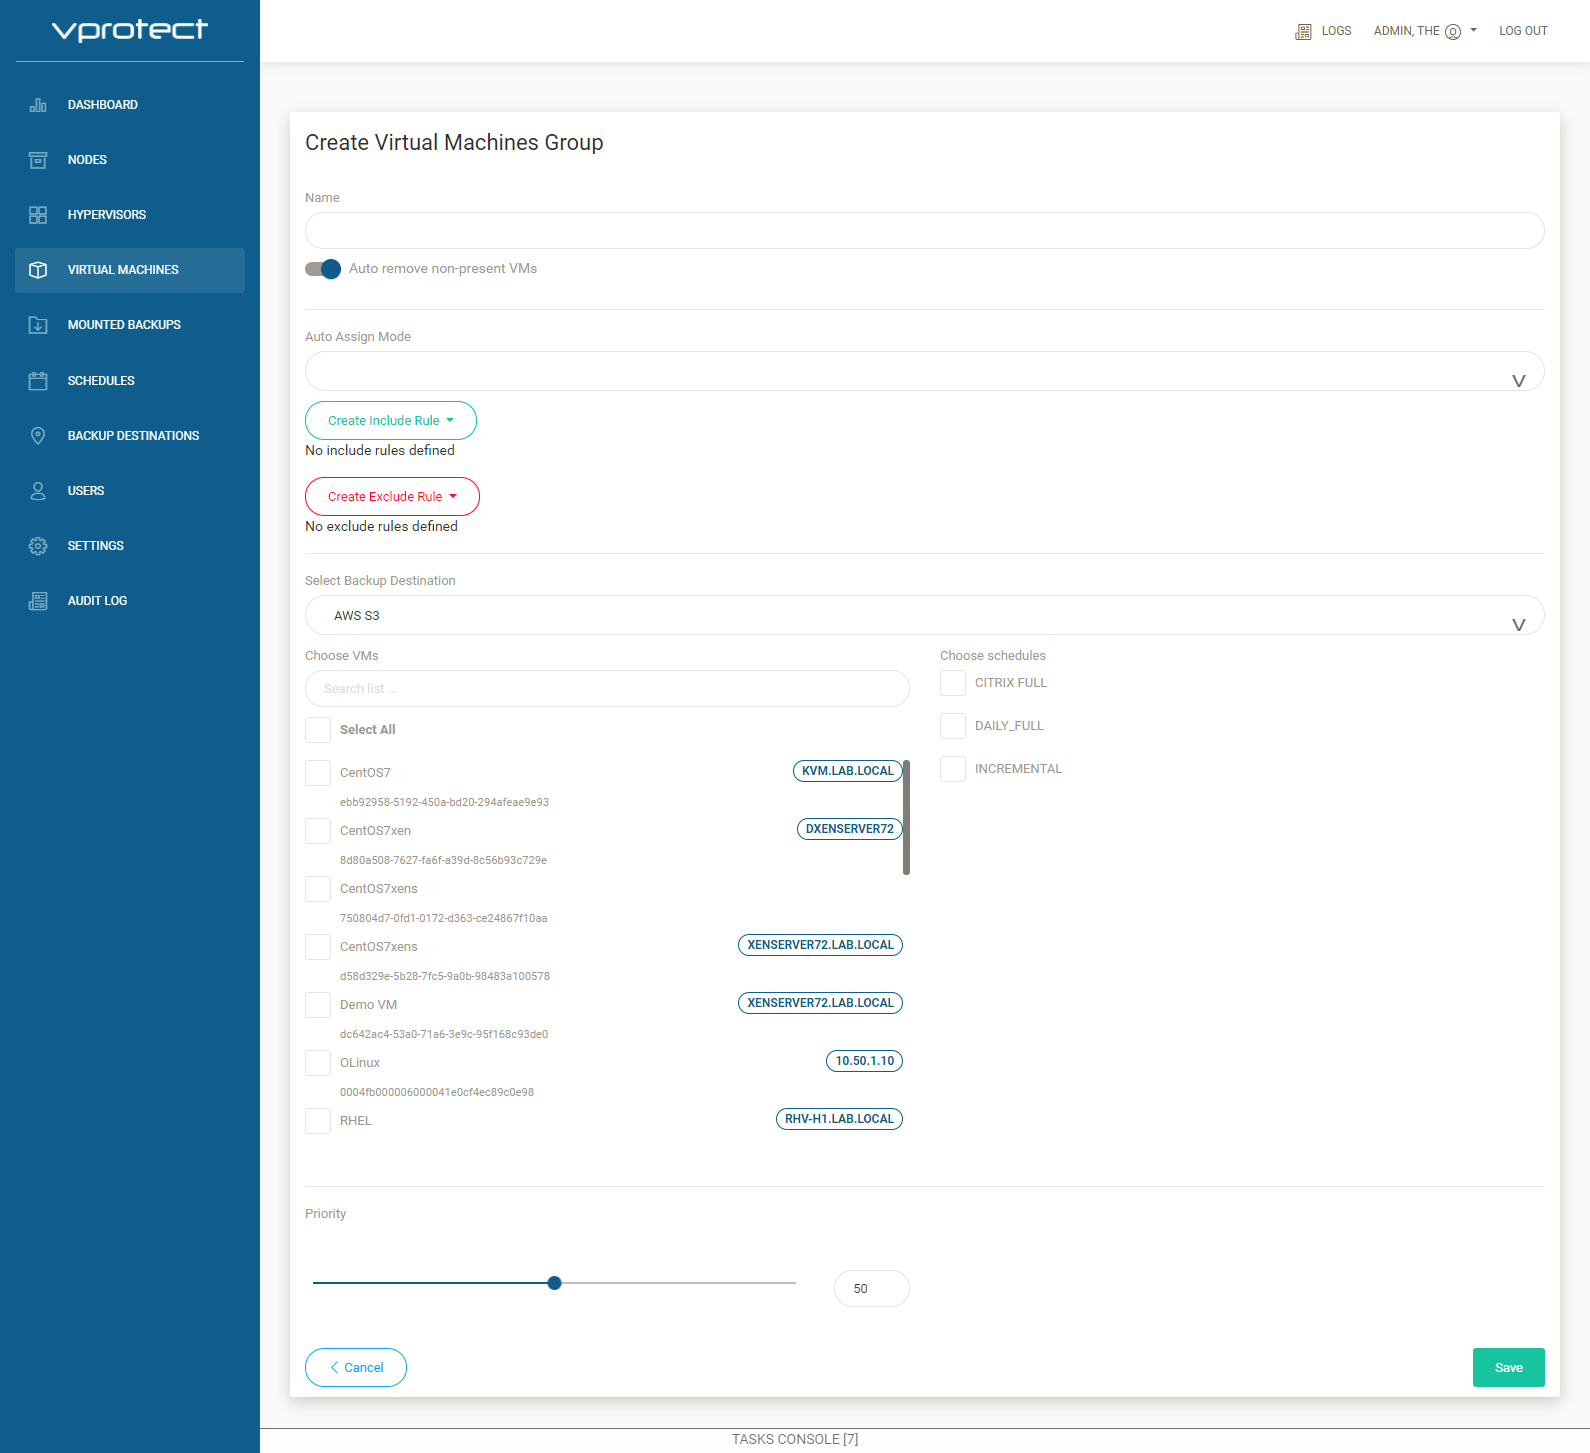 vprotect
LOGS
ADMIN, THE
LOG OUT
DASHBOARD
NODES
HYPERVISORS
VIRTUAL MACHINES
MOUNTED BACKUPS
SCHEDULES
BACKUP DESTINATIONS
USERS
SETTINGS
AUDIT LOG
Create Virtual Machines Group
Name
Auto remove non-present VMs
Auto Assign Mode
Create Include Rule
No include rules defined
Create Exclude Rule
No exclude rules defined
Select Backup Destination
AWS S3
Choose VMs
Search list ...
Select All
CentOS7 KVM.LAB.LOCAL
ebb92958-5192-450a-bd20-294afeae9e93
CentOS7xen DXENSERVER72
8d80a508-7627-fa6f-a39d-8c56b93c729e
CentOS7xens
750804d7-0fd1-0172-d363-ce24867f10aa
CentOS7xens XENSERVER72.LAB.LOCAL
d58d329e-5b28-7fc5-9a0b-98483a100578
Demo VM XENSERVER72.LAB.LOCAL
dc642ac4-53a0-71a6-3e9c-95f168c93de0
OLinux 10.50.1.10
0004fb000006000041e0cf4ec89c0e98
RHEL RHV-H1.LAB.LOCAL
Choose schedules
CITRIX FULL
DAILY_FULL
INCREMENTAL
Priority
50
Cancel
Save
TASKS CONSOLE [7]